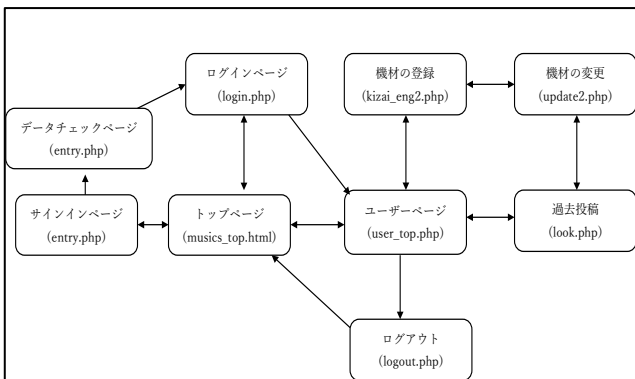 ログインページ
(login.php)
機材の登録
(kizai_eng2.php)
機材の変更
(update2.php)
データチェックページ
(entry.php)
サインインページ
(entry.php)
トップページ
(musics_top.html)
ユーザーページ
(user_top.php)
過去投稿
(look.php)
ログアウト
(logout.php)